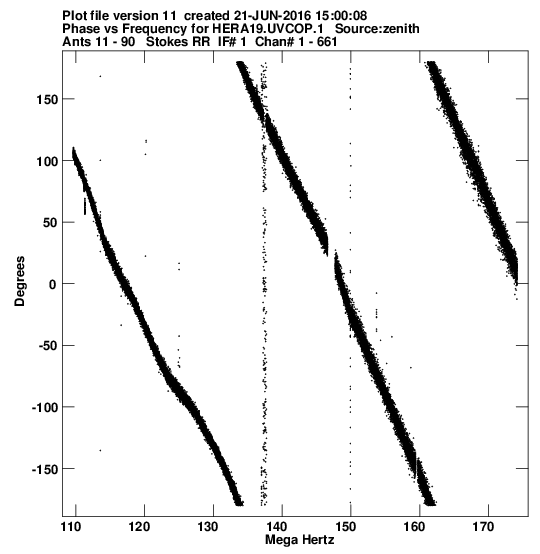 Plot file version 11 created 21-JUN-2016 15:00:08
Phase vs Frequency for HERA19.UVCOP.1 Source:zenith
Ants 11 - 90 Stokes RR IF# 1 Chan# 1 - 661
150
100
50
0
-50
-100
-150
Degrees
110 120 130 140 150 160 170
Mega Hertz